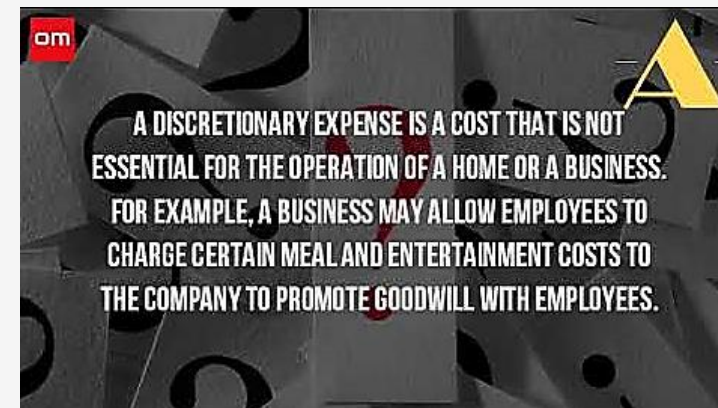 om
A
A DISCRETIONARY EXPENSE IS A COST THAT IS NOT
ESSENTIAL FOR THE OPERATION OF A HOME OR A BUSINESS.
FOR EXAMPLE, A BUSINESS MAY ALLOW EMPLOYEES TO
CHARGE CERTAIN MEAL AND ENTERTAINMENT COSTS TO
THE COMPANY TO PROMOTE GOODWILL WITH EMPLOYEES.